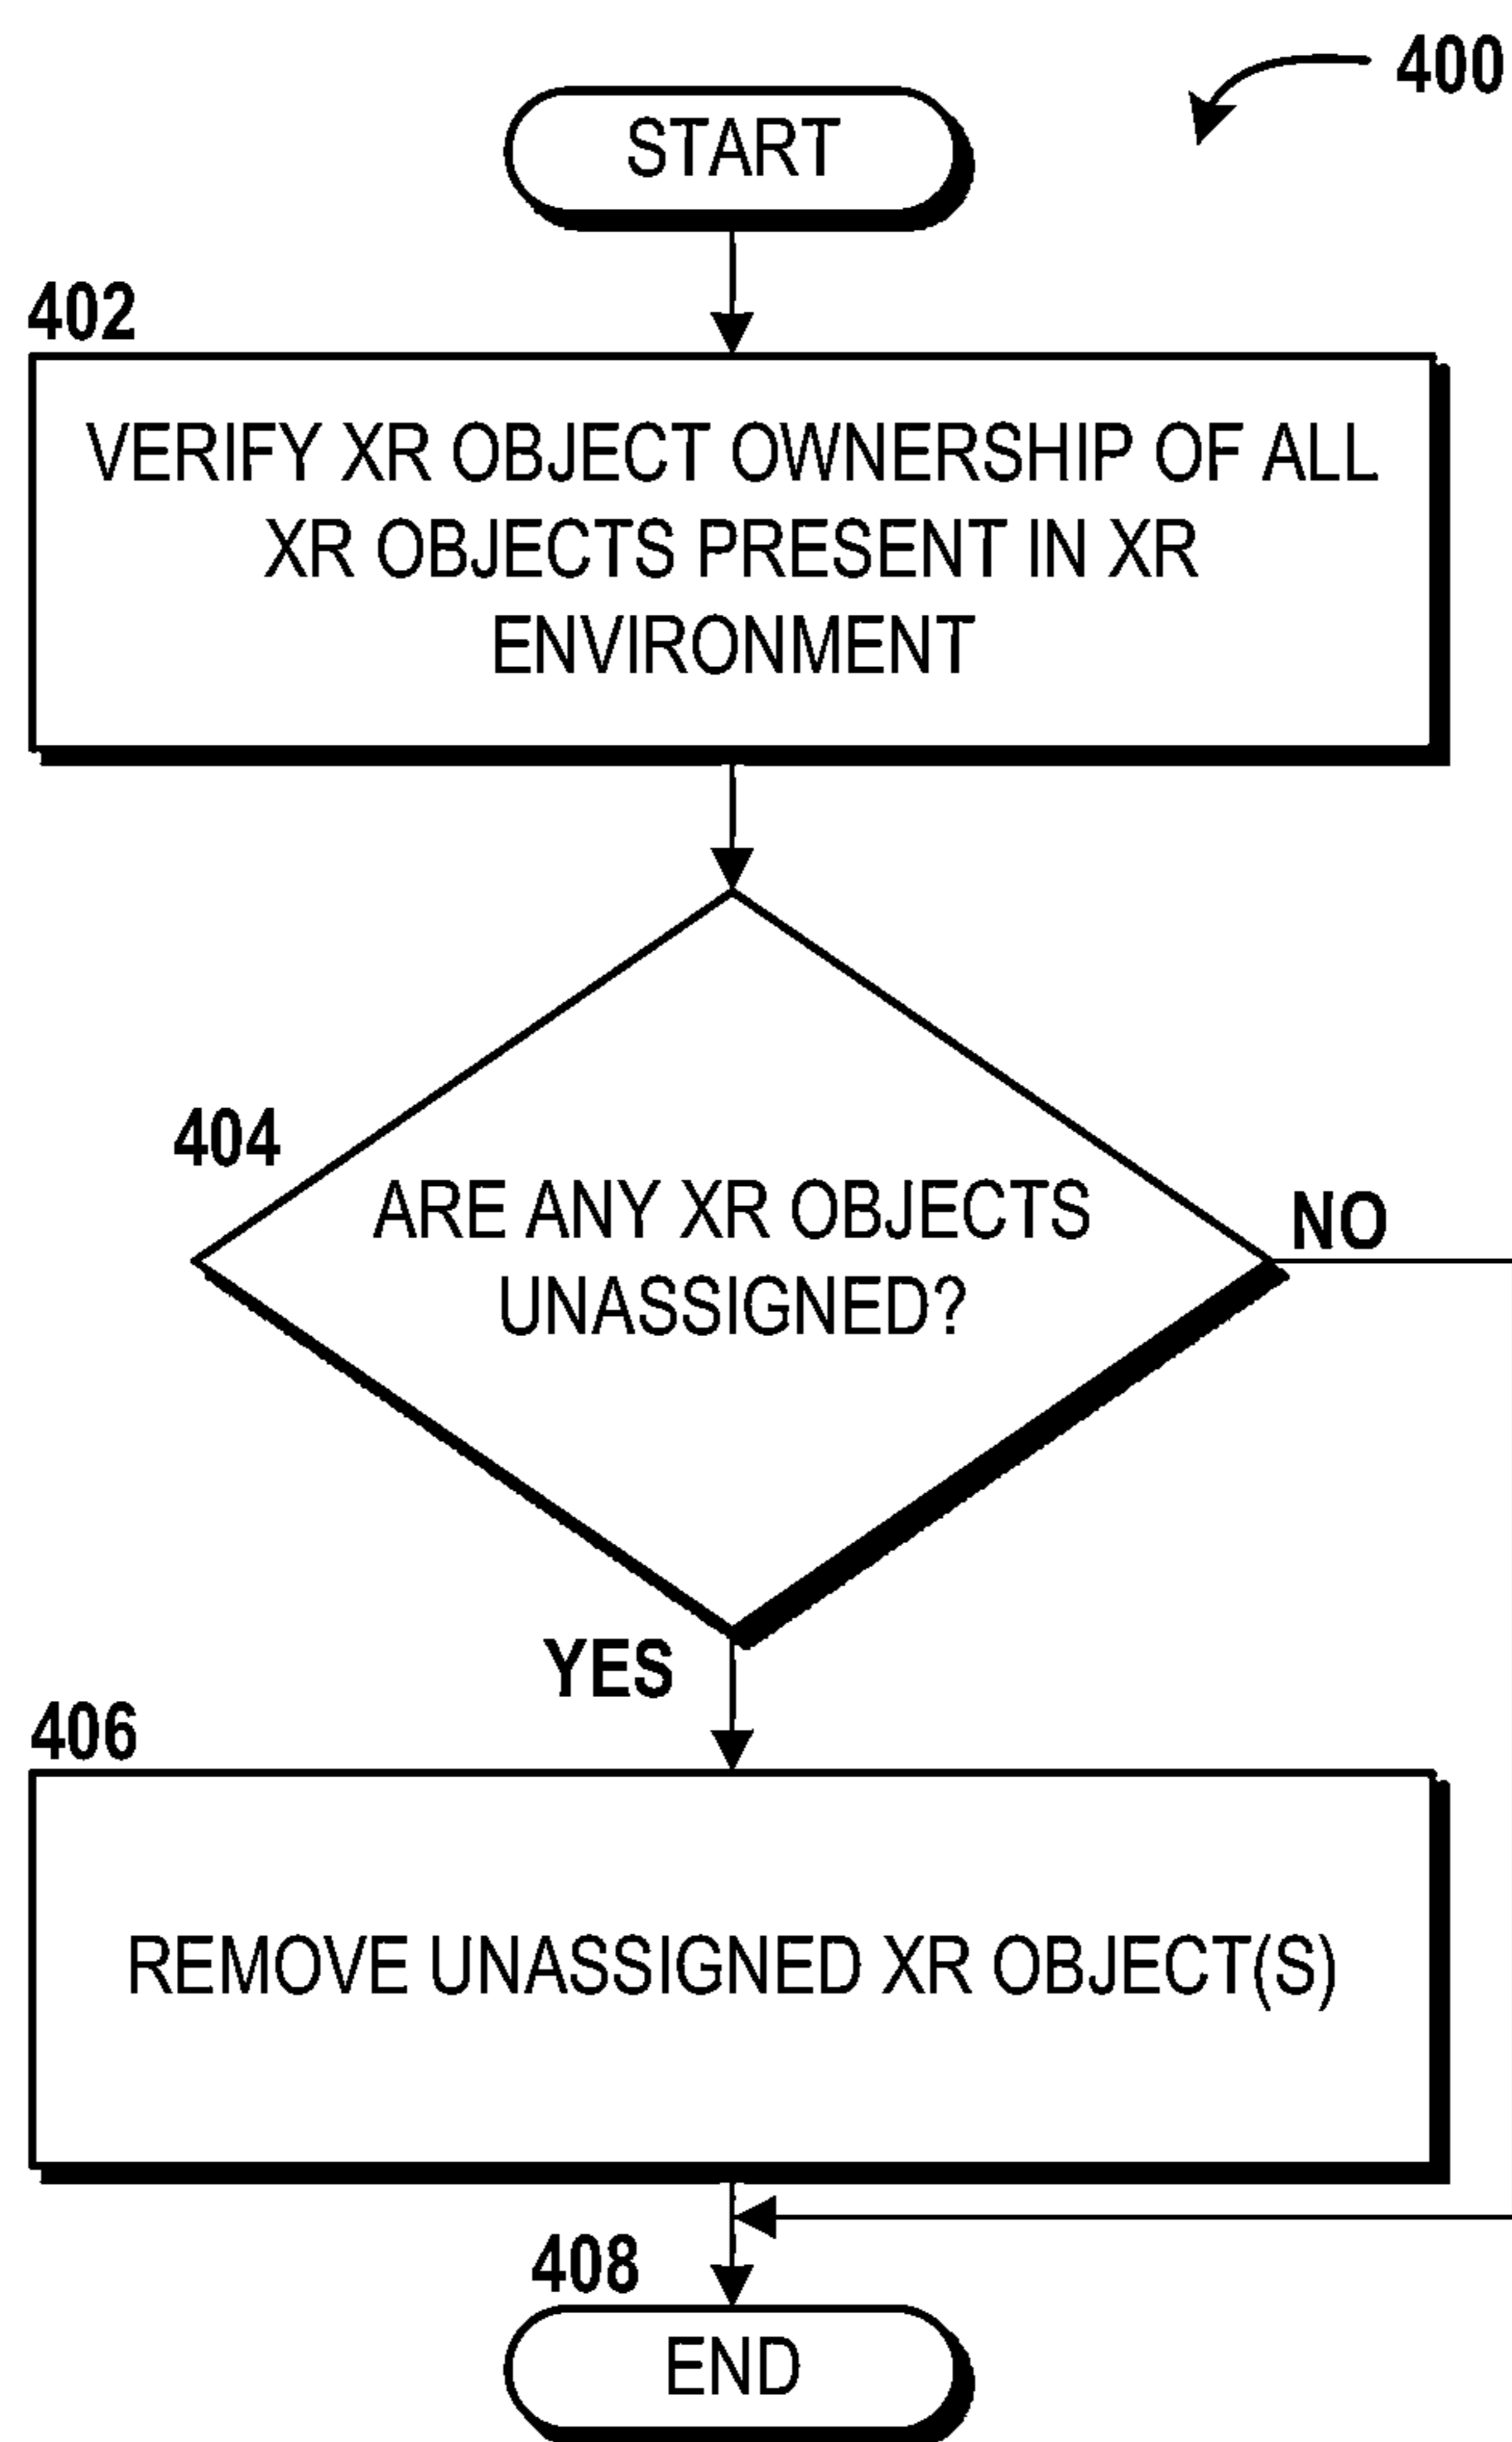 400
START
402
VERIFY XR OBJECT OWNERSHIP OF ALL
XR OBJECTS PRESENT IN XR
ENVIRONMENT
404
ARE ANY XR OBJECTS
UNASSIGNED?
NO
YES
406
REMOVE UNASSIGNED XR OBJECT(S)
408
END